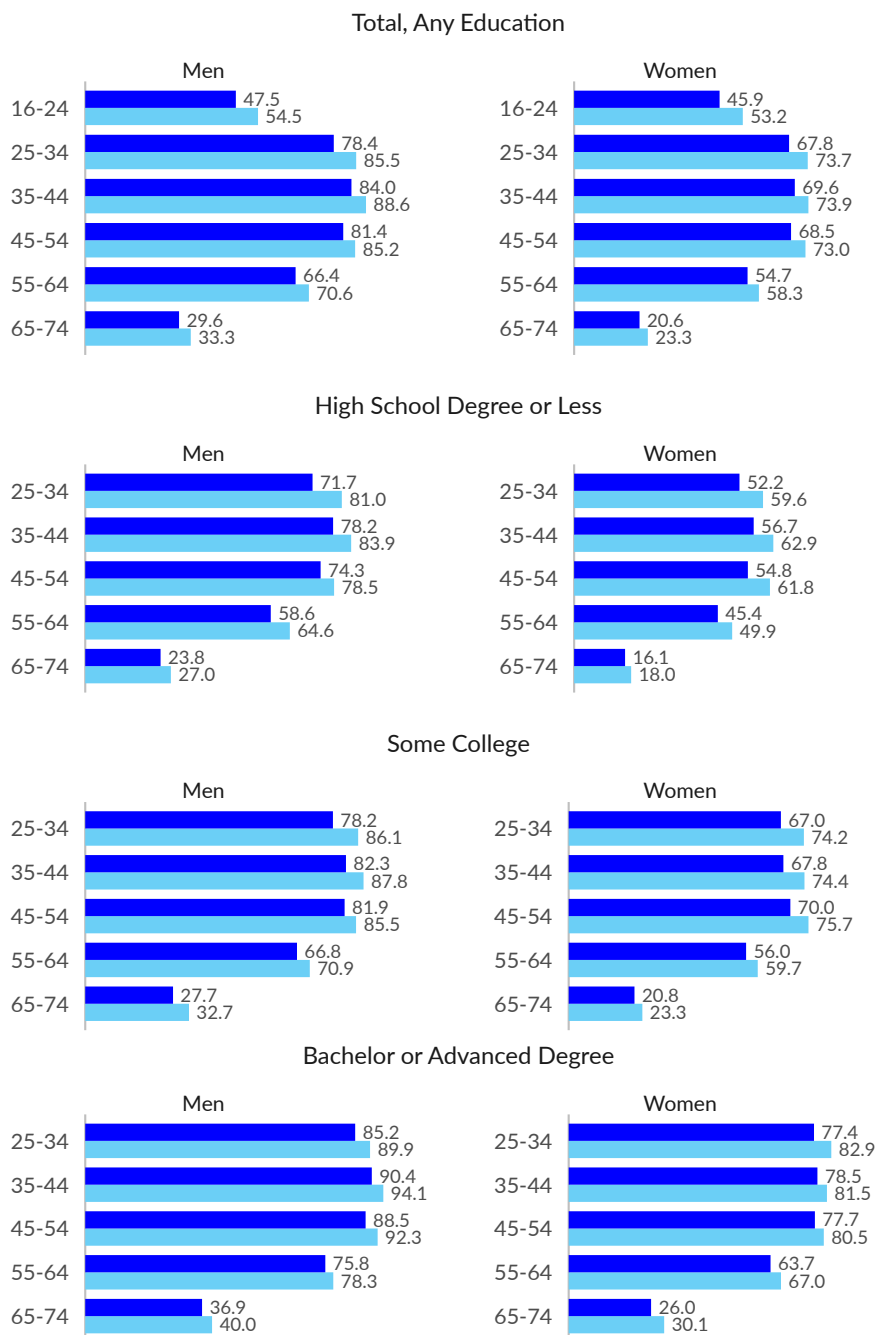 Total, Any Education
Men Women
16-24 47.5 16-24 45.9
54.5 53.2
25-34 78.4 25-34 67.8
85.5 73.7
35-44 84.0 35-44 69.6
88.6 73.9
45-54 81.4 45-54 68.5
85.2 73.0
55-64 66.4 55-64 54.7
70.6 58.3
65-74 29.6 65-74 20.6
33.3 23.3
High School Degree or Less
Men Women
25-34 71.7 25-34 52.2
81.0 59.6
35-44 78.2 35-44 56.7
83.9 62.9
45-54 74.3 45-54 54.8
78.5 61.8
55-64 58.6 55-64 45.4
64.6 49.9
65-74 23.8 65-74 16.1
27.0 18.0
Some College
Men Women
25-34 78.2 25-34 67.0
86.1 74.2
35-44 82.3 35-44 67.8
87.8 74.4
45-54 81.9 45-54 70.0
85.5 75.7
55-64 66.8 55-64 56.0
70.9 59.7
65-74 27.7 65-74 20.8
32.7 23.3
Bachelor or Advanced Degree
Men Women
25-34 85.2 25-34 77.4
89.9 82.9
35-44 90.4 35-44 78.5
94.1 81.5
45-54 88.5 45-54 77.7
92.3 80.5
55-64 75.8 55-64 63.7
78.3 67.0
65-74 36.9 65-74 26.0
40.0 30.1